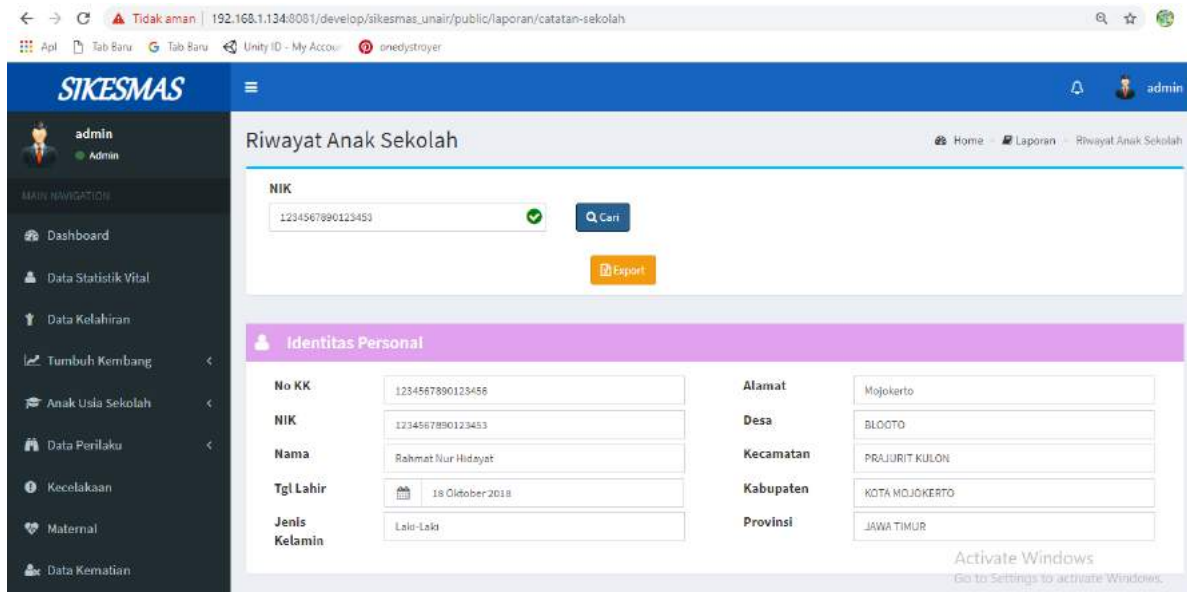 Tidak aman | 192.168.1.134:8081/develop/sikesmas_unair/public/laporan/catatan-sekolah
Apl Tab Baru Tab Baru Unity ID - My Accou onedystroyer
SIKESMAS admin
admin
Admin
Riwayat Anak Sekolah
Home Laporan Riwayat Anak Sekolah
MAIN NAVIGATION
Dashboard
Data Statistik Vital
Data Kelahiran
Tumbuh Kembang
Anak Usia Sekolah
Data Perilaku
Kecelakaan
Maternal
Data Kematian
NIK
1234567890123453 Cari
Export
Identitas Personal
No KK 1234567890123456
NIK 1234567890123453
Nama Rahmat Nur Hidayat
Tgl Lahir 18 Oktober 2018
Jenis Kelamin Laki-Laki
Alamat Mojokerto
Desa BLOOTO
Kecamatan PRAJURIT KULON
Kabupaten KOTA MOJOKERTO
Provinsi JAWA TIMUR
Activate Windows
Go to Settings to activate Windows.